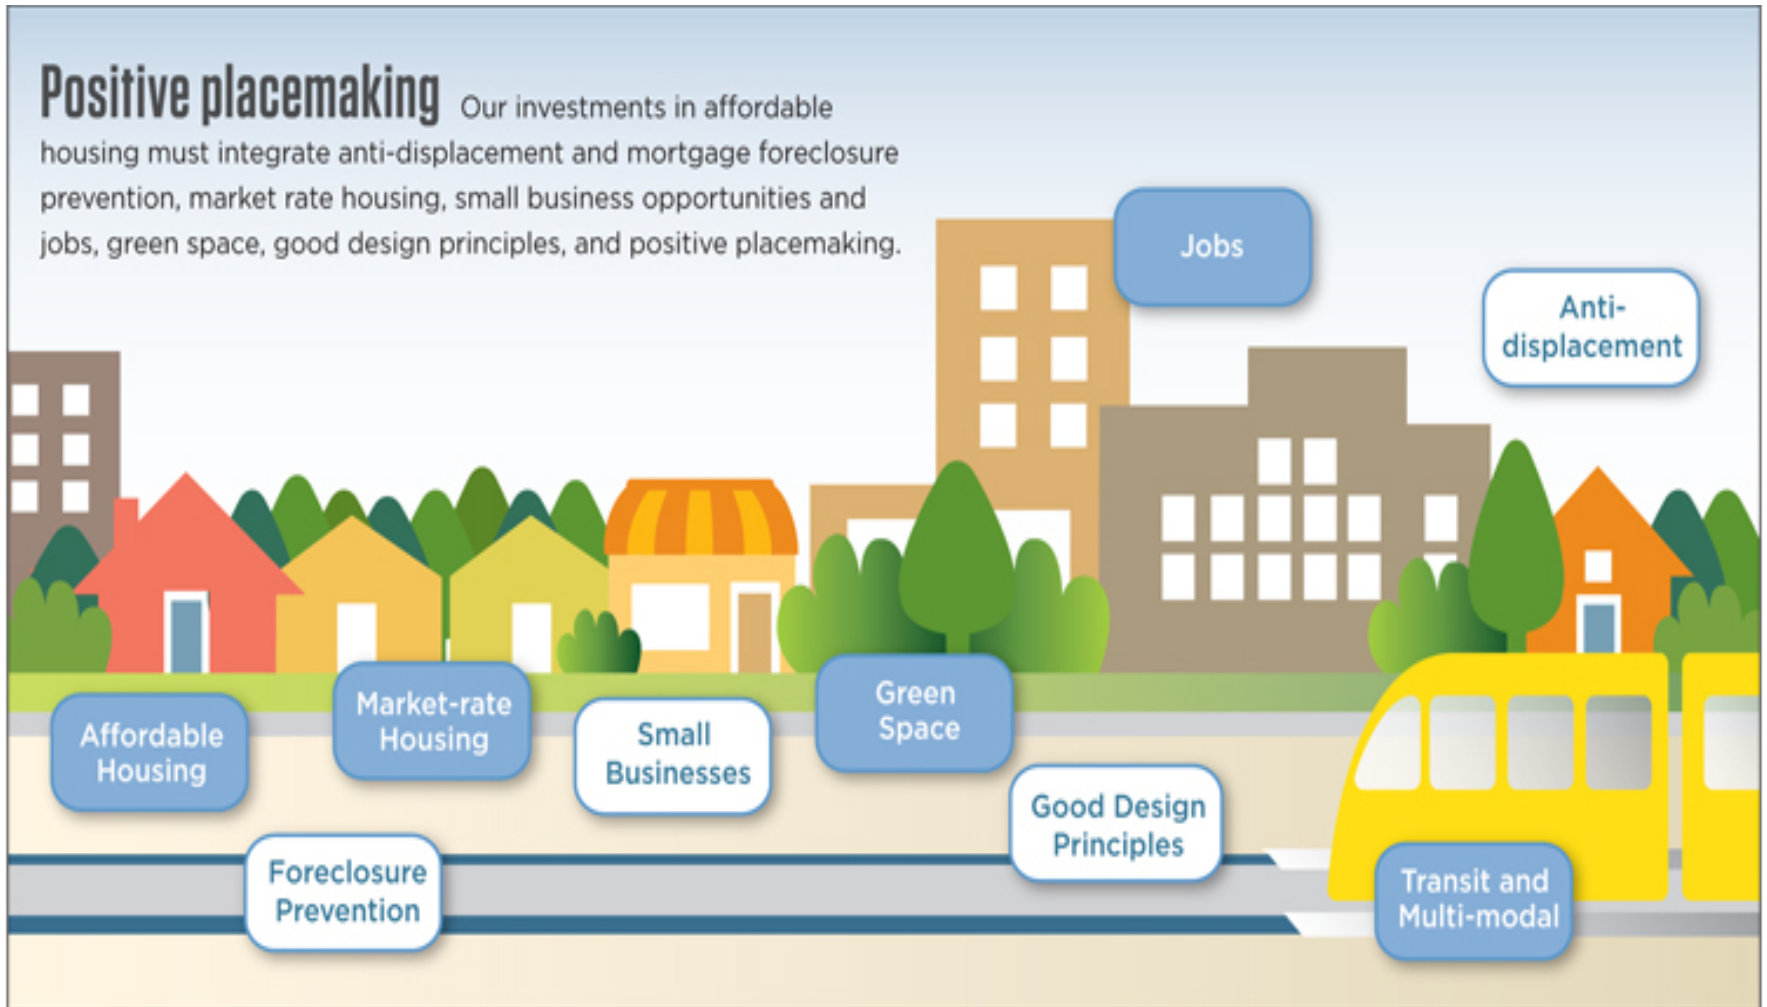 Positive placemaking Our investments in affordable
housing must integrate anti-displacement and mortgage foreclosure
prevention, market rate housing, small business opportunities and
jobs, green space, good design principles, and positive placemaking.
Jobs
Anti-
displacement
Affordable
Housing
Market-rate
Housing
Small
Businesses
Green
Space
Good Design
Principles
Foreclosure
Prevention
Transit and
Multi-modal